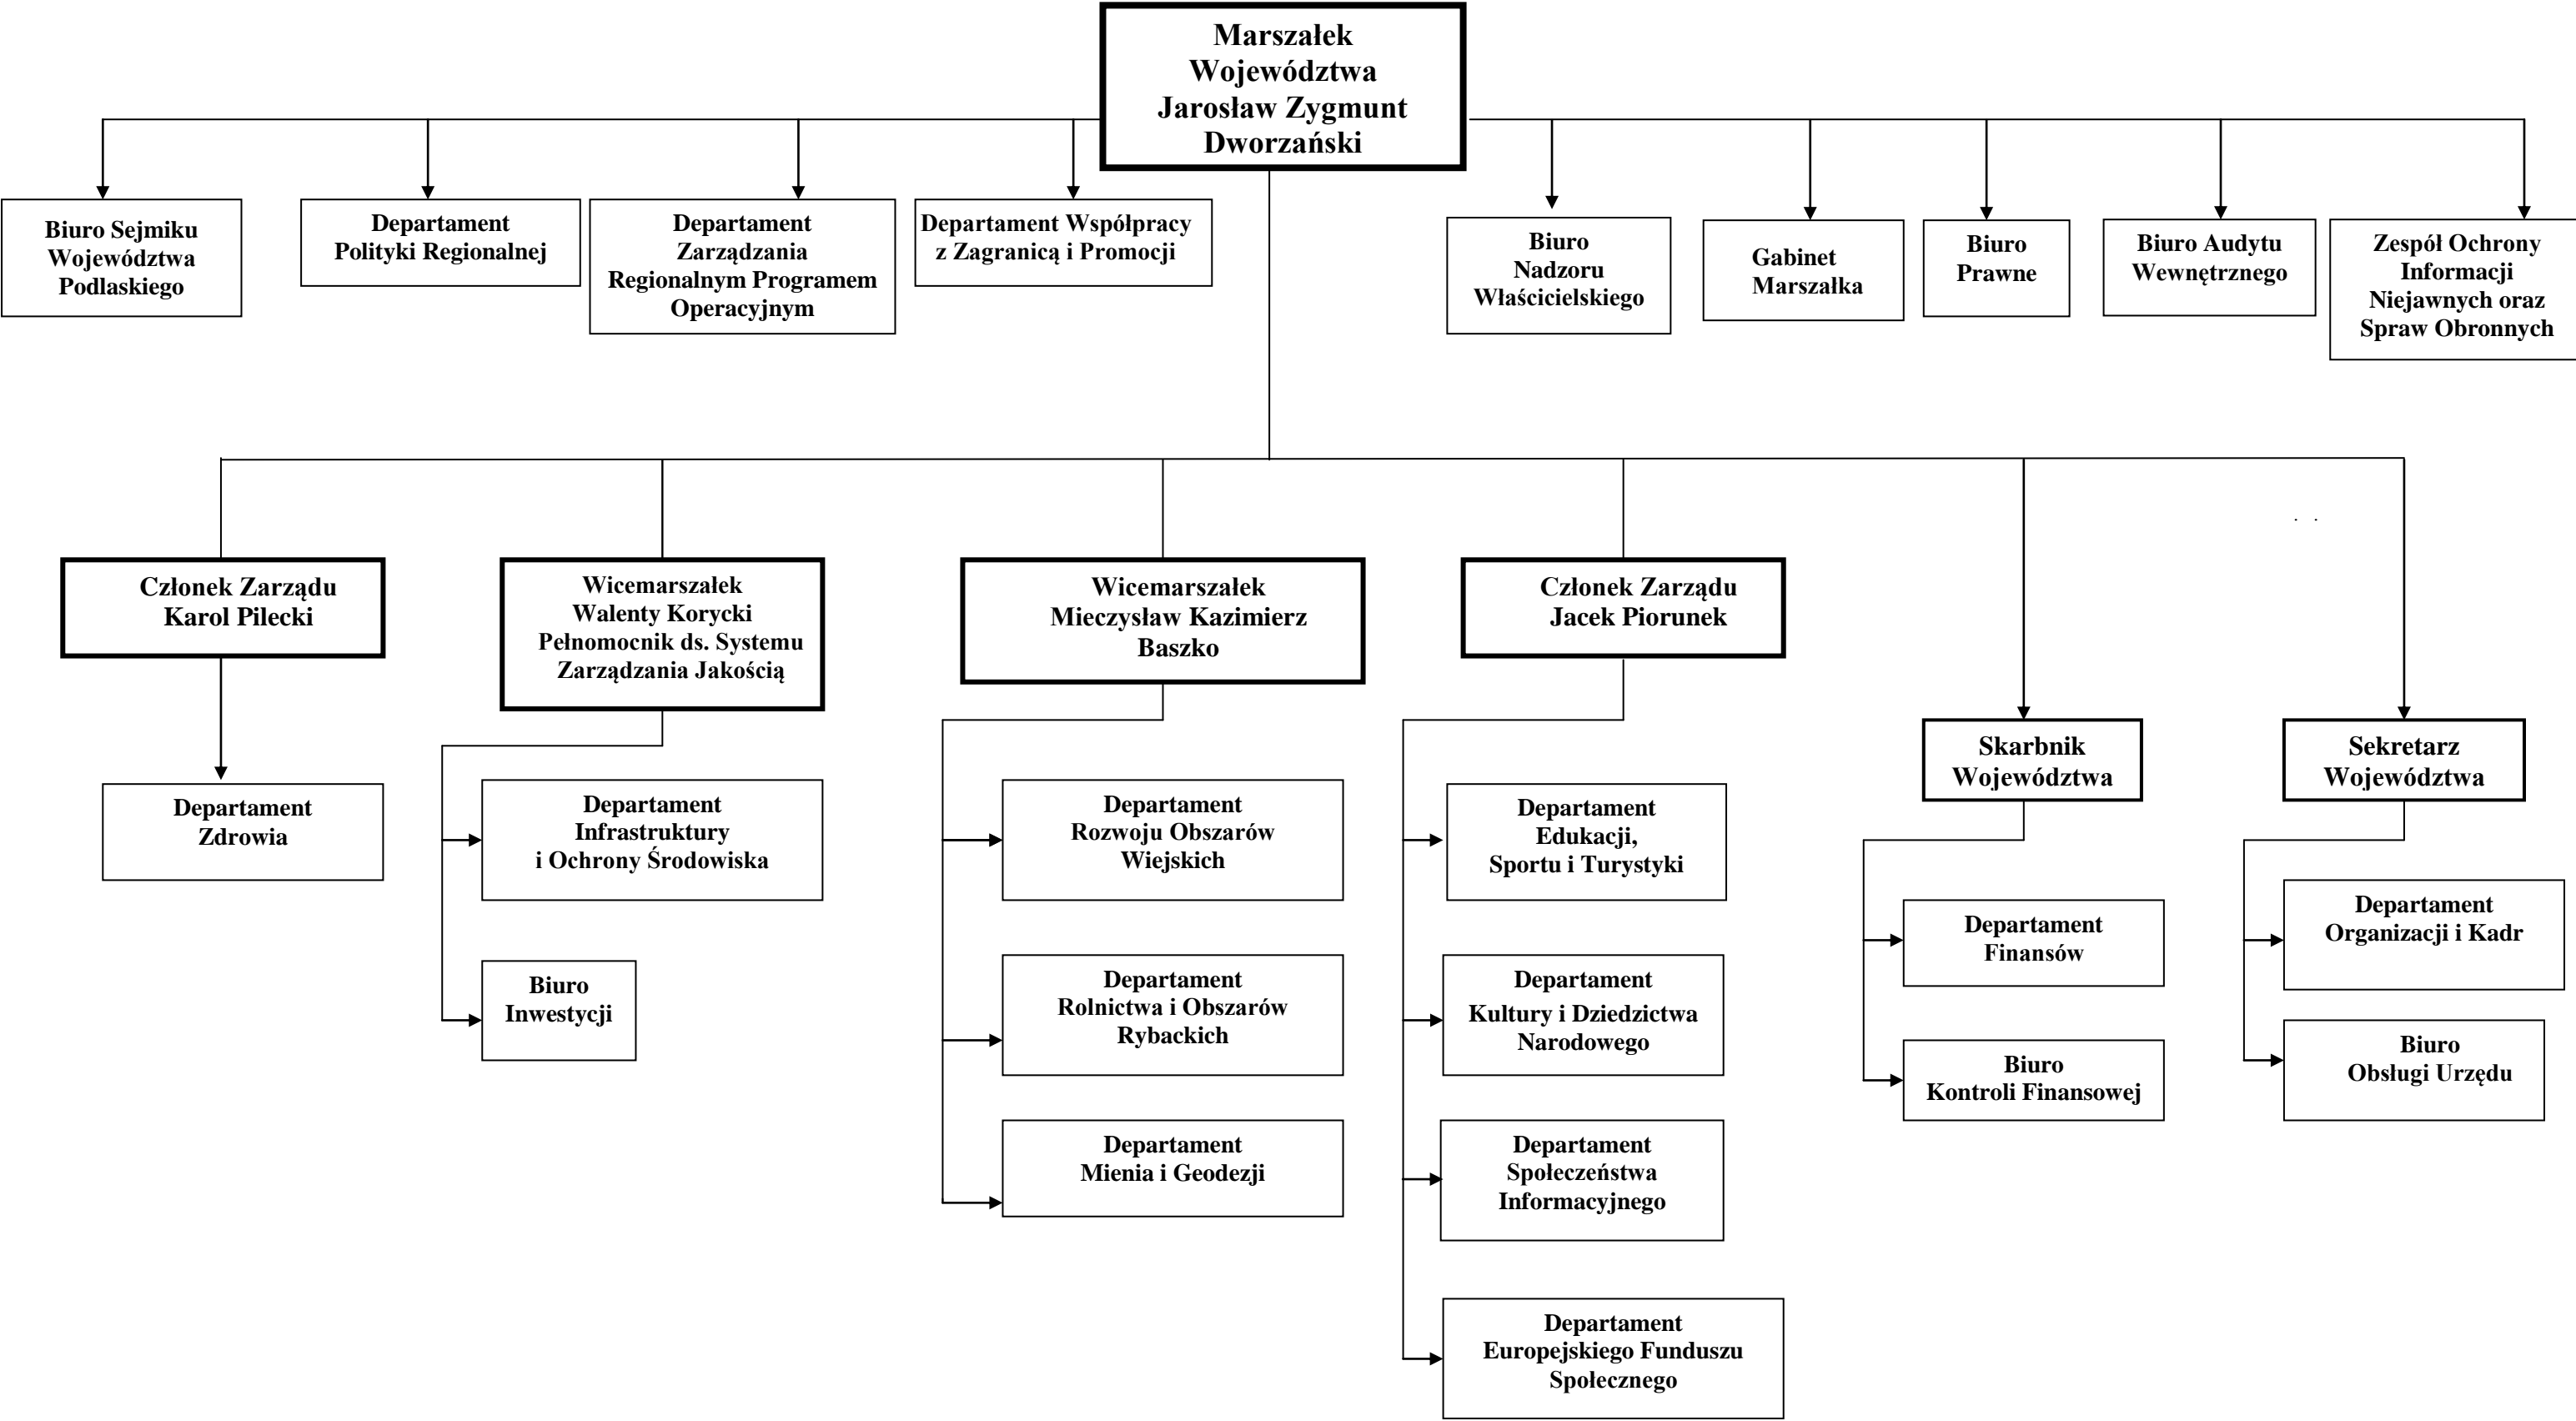 Marszałek
Województwa
Jarosław Zygmunt
Dworzański
Biuro Sejmiku
Województwa
Podlaskiego
Departament
Polityki Regionalnej
Departament
Zarządzania
Regionalnym Programem
Operacyjnym
Departament Współpracy
z Zagranicą i Promocji
Biuro
Nadzoru
Właścicielskiego
Gabinet
Marszałka
Biuro
Prawne
Biuro Audytu
Wewnętrznego
Zespół Ochrony
Informacji
Niejawnych oraz
Spraw Obronnych
Członek Zarządu
Karol Pilecki
Wicemarszałek
Walenty Korycki
Pełnomocnik ds. Systemu
Zarządzania Jakością
Wicemarszałek
Mieczysław Kazimierz
Baszko
Członek Zarządu
Jacek Piorunek
Skarbnik
Województwa
Sekretarz
Województwa
Departament
Zdrowia
Departament
Infrastruktury
i Ochrony Środowiska
Biuro
Inwestycji
Departament
Rozwoju Obszarów
Wiejskich
Departament
Rolnictwa i Obszarów
Rybackich
Departament
Mienia i Geodezji
Departament
Edukacji,
Sportu i Turystyki
Departament
Kultury i Dziedzictwa
Narodowego
Departament
Społeczeństwa
Informacyjnego
Departament
Europejskiego Funduszu
Społecznego
Departament
Finansów
Biuro
Kontroli Finansowej
Departament
Organizacji i Kadr
Biuro
Obsługi Urzędu